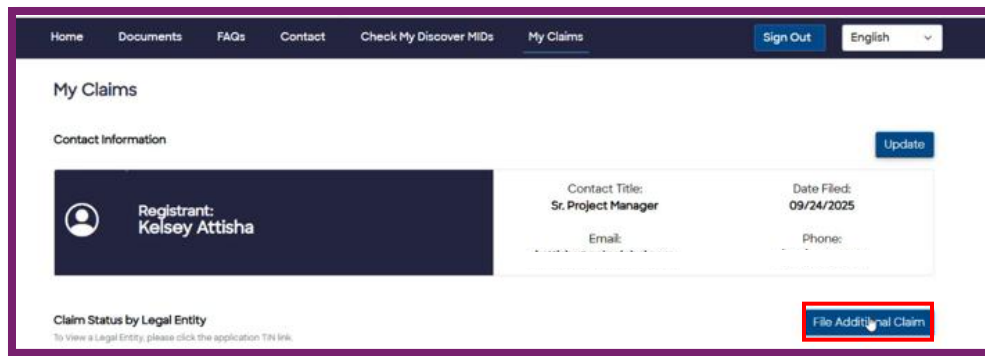 Home Documents FAQs Contact Check My Discover MIDs My Claims Sign Out English
My Claims
Contact Information
Update
Registrant:
Kelsey Attisha
Contact Title:
Sr. Project Manager
Date Filed:
09/24/2025
Email:
Phone:
Claim Status by Legal Entity
To View a Legal Entity, please click the application TIN link.
File Additional Claim